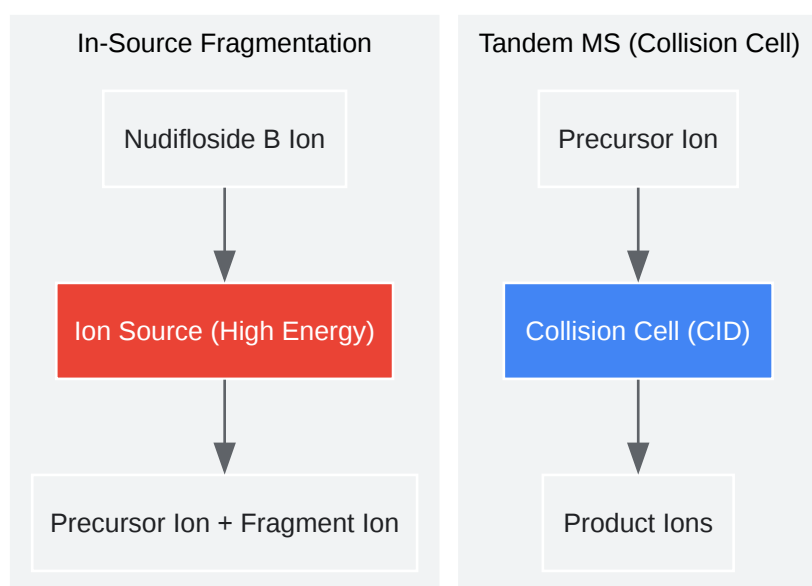 In-Source Fragmentation
Nudifloside B Ion
Ion Source (High Energy)
Precursor Ion + Fragment Ion
Tandem MS (Collision Cell)
Precursor Ion
Collision Cell (CID)
Product Ions